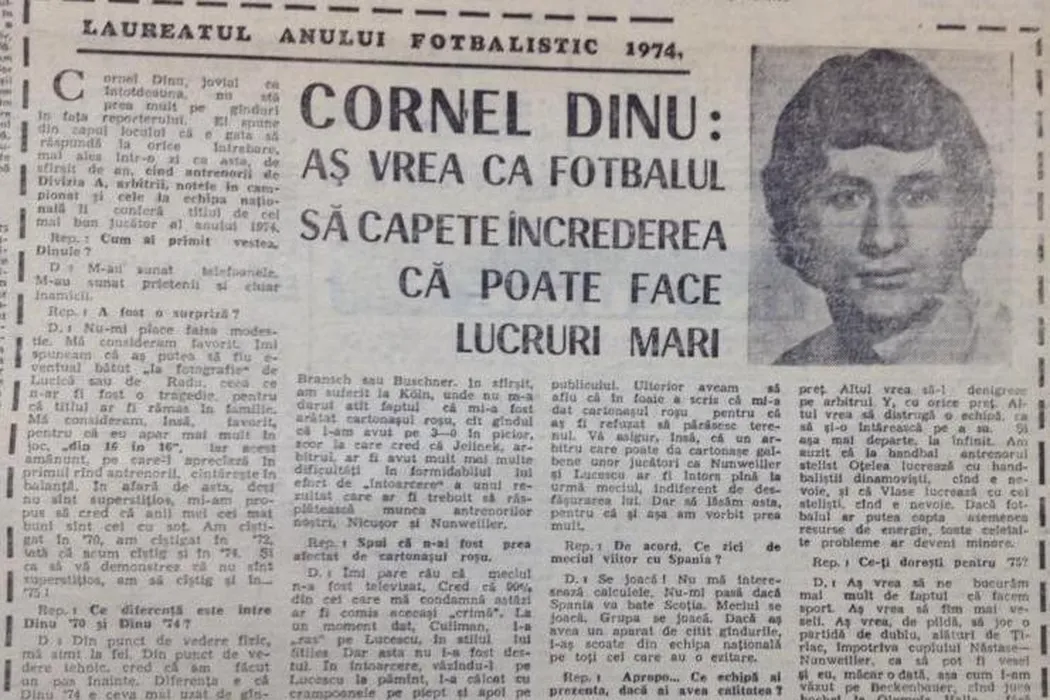 LAUREATUL ANULUI FOTBALISTIC 1974,
CORNEL DINU:
AȘ VREA CA FOTBALUL
SĂ CAPETE ÎNCREDEREA
CĂ POATE FACE
LUCRURI MARI
Cornel Dinu, jovial ca
întotdeauna, nu stă
prea mult pe gînduri
în fața reporterului. El spune
din capul locului că e gata să
răspundă la orice întrebare,
mai ales într-o zi ca asta, de
sfîrșit de an, cînd antrenorii de
Divizia A, arbitrii, notele în cam-
pionat și cele la echipa națio-
nală îi conferă titlul de cel
mai bun jucător al anului 1974.
Rep.: Cum ai primit vestea,
Dinule?
D.: M-au sunat telefoanele.
M-au sunat prietenii și chiar
inamicii.
Rep.: A fost o surpriză?
D.: Nu-mi place falsa modes-
tie. Mă consideram favorit. Îmi
spuneam că aș putea să fiu e-
ventual bătut „la fotografie" de
Lucică sau de Radu, ceea ce
n-ar fi fost o tragedie, pentru
că titlul ar fi rămas în familie.
Mă consideram, însă, favorit,
pentru că eu apar mai mult în
joc, „din 16 în 16", iar acest
amănunt, pe care-l apreciază în
primul rînd antrenorii, cîntărește în
balanță. În afară de asta, deși
nu sînt superstițios, mi-am pro-
pus să cred că anii mei cei mai
buni sînt cei cu soț. Am cîști-
gat în '70, am cîștigat în '72,
iată că acum cîștig și în '74. Și
ca să vă demonstrez că nu sînt
superstițios, am să cîștig și în...
'75!
Rep.: Ce diferență este între
Dinu '70 și Dinu '74?
D.: Din punct de vedere fizic,
mă simt la fel. Din punct de ve-
dere tehnic, cred că am făcut
un pas înainte. Diferența e că
Dinu '74 e ceva mai uzat de gîn-
Bransch sau Buschner. În sfîrșit,
am suferit la Köln, unde nu m-a
durut atît faptul că mi-a fost
arătat cartonașul roșu, cît gîndul
că l-am avut pe 3—0 în picior,
scor la care cred că Jelinek, ar-
bitrul, ar fi avut mult mai multe
dificultăți în formidabilul său
efort de „întoarcere" a unui re-
zultat care ar fi trebuit să răs-
plătească munca antrenorilor
noștri, Nicușor și Nunweiller.
Rep.: Spui că n-ai fost prea
afectat de cartonașul roșu.
D.: Îmi pare rău că meciul
n-a fost televizat. Cred că 99%
din cei care mă condamnă astăzi
ar fi comis aceeași „crimă". La
un moment dat, Cullman, l-a
„ras" pe Lucescu, în stilul lui
Stiles Dar asta nu i-a fost des-
tul. În întoarcere, văzîndu-l pe
Lucescu la pămînt, l-a călcat cu
crampoanele pe piept și apoi pe
publicului. Ulterior aveam să
aflu că în foaie a scris că mi-a
dat cartonașul roșu pentru că
aș fi refuzat să părăsesc tere-
nul. Vă asigur, însă, că un ar-
bitru care poate da cartonașe gal-
bene unor jucători ca Nunweiller
și Lucescu ar fi întors pînă la
urmă meciul, indiferent de des-
fășurarea lui. Dar să lăsăm asta,
pentru că și așa am vorbit prea
mult.
Rep.: De acord. Ce zici de
meciul viitor cu Spania?
D.: Se joacă! Nu mă intere-
sează calculele. Nu-mi pasă dacă
Spania va bate Scoția. Meciul se
joacă. Grupa se joacă. Dacă aș
avea un aparat de citit gîndurile,
i-aș scoate din echipa națională
pe toți cei care au o ezitare.
Rep.: Apropo... Ce echipă ai
prezenta, dacă ai avea calitatea?
preț. Altul vrea să-l denigreze
pe arbitrul Y, cu orice preț. Al-
tul vrea să distrugă o echipă, ca
să și-o întărească pe a sa. Și
așa mai departe, la infinit. Am
auzit că la handbal antrenorul
stelist Oțelea lucrează cu hand-
baliștii dinamoviști, cînd e ne-
voie, și că Vlase lucrează cu cei
steliști, cînd e nevoie. Dacă fot-
balul ar putea capta asemenea
resurse de energie, toate celelal-
te probleme ar deveni minore.
Rep.: Ce-ți dorești pentru '75?
D.: Aș vrea să ne bucurăm
mai mult de faptul că facem
sport. Aș vrea să fim mai ve-
seli. Aș vrea, de pildă, să joc o
partidă de dublu, alături de Ți-
riac, împotriva cuplului Năstase—
Nunweiller, ca să pot fi vesel
și eu, măcar o dată, așa cum l-am
văzut pe Beckenbauer, cînd juca